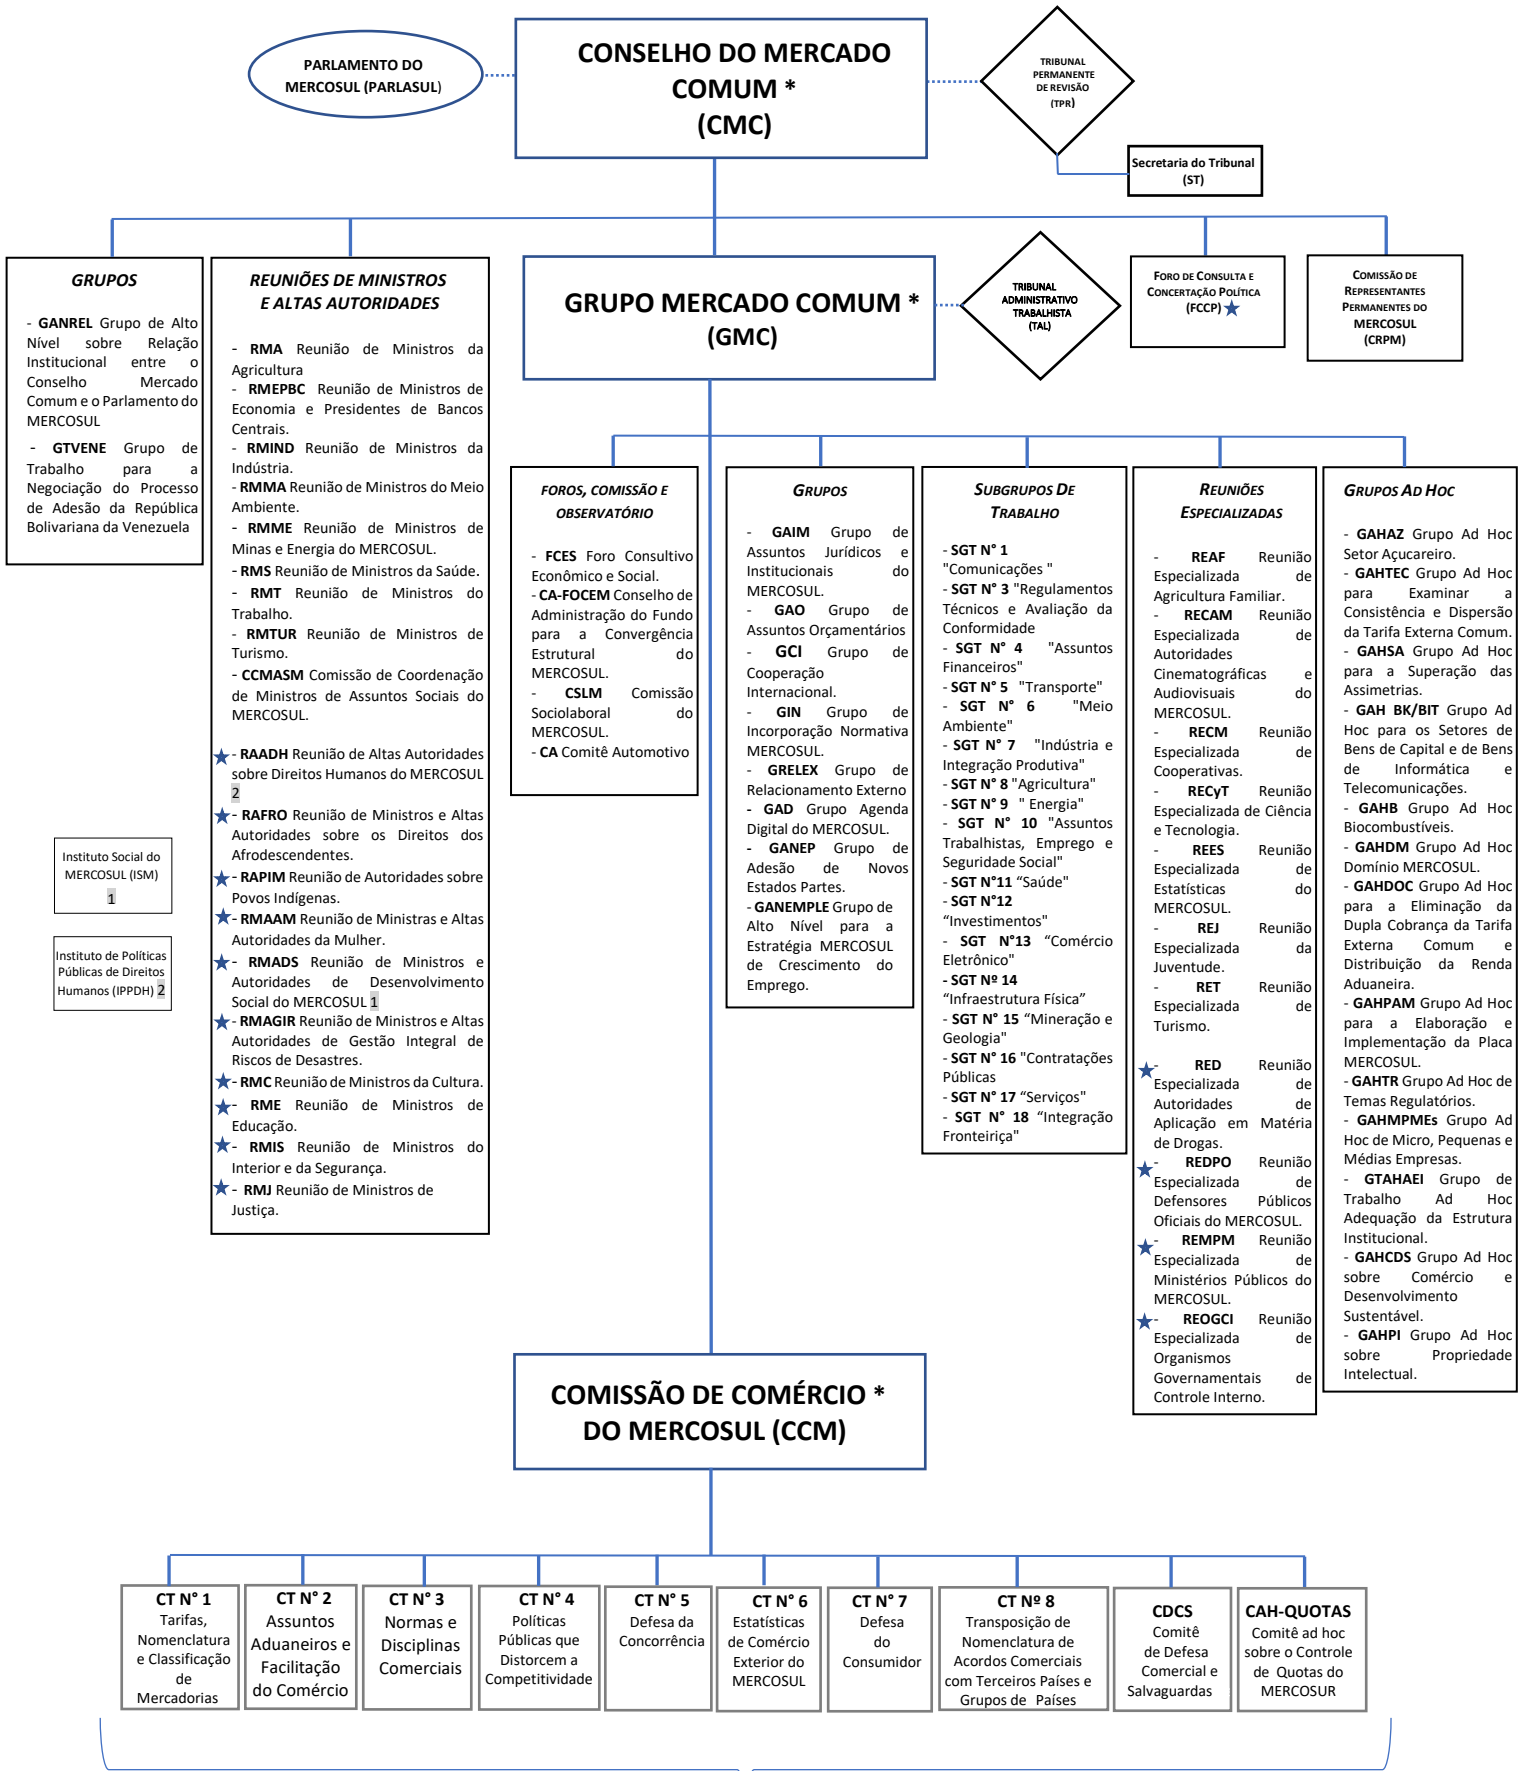 PARLAMENTO DO
MERCOSUL (PARLASUL)
CONSELHO DO MERCADO
COMUM *
(CMC)
TRIBUNAL
PERMANENTE
DE REVISÃO
(TPR)
Secretaria do Tribunal
(ST)
GRUPOS
- GANREL Grupo de Alto
Nível sobre Relação
Institucional entre o
Conselho Mercado
Comum e o Parlamento do
MERCOSUL
- GTVENE Grupo de
Trabalho para a
Negociação do Processo
de Adesão da República
Bolivariana da Venezuela
REUNIÕES DE MINISTROS
E ALTAS AUTORIDADES
- RMA Reunião de Ministros da
Agricultura
- RMEPBC Reunião de Ministros de
Economia e Presidentes de Bancos
Centrais.
- RMIND Reunião de Ministros da
Indústria.
- RMMA Reunião de Ministros do Meio
Ambiente.
- RMME Reunião de Ministros de
Minas e Energia do MERCOSUL.
- RMS Reunião de Ministros da Saúde.
- RMT Reunião de Ministros do
Trabalho.
- RMTUR Reunião de Ministros de
Turismo.
- CCMASM Comissão de Coordenação
de Ministros de Assuntos Sociais do
MERCOSUL.
- RAADH Reunião de Altas Autoridades
sobre Direitos Humanos do MERCOSUL
2
- RAFRO Reunião de Ministros e Altas
Autoridades sobre os Direitos dos
Afrodescendentes.
- RAPIM Reunião de Autoridades sobre
Povos Indígenas.
- RMAAM Reunião de Ministras e Altas
Autoridades da Mulher.
- RMADS Reunião de Ministros e
Autoridades de Desenvolvimento
Social do MERCOSUL 1
- RMAGIR Reunião de Ministros e Altas
Autoridades de Gestão Integral de
Riscos de Desastres.
- RMC Reunião de Ministros da Cultura.
- RME Reunião de Ministros de
Educação.
- RMIS Reunião de Ministros do
Interior e da Segurança.
- RMJ Reunião de Ministros de
Justiça.
Instituto Social do
MERCOSUL (ISM)
1
Instituto de Políticas
Públicas de Direitos
Humanos (IPPDH) 2
GRUPO MERCADO COMUM *
(GMC)
TRIBUNAL
ADMINISTRATIVO
TRABALHISTA
(TAL)
FORO DE CONSULTA E
CONCERTAÇÃO POLÍTICA
(FCCP)
COMISSÃO DE
REPRESENTANTES
PERMANENTES DO
MERCOSUL
(CRPM)
FOROS, COMISSÃO E
OBSERVATÓRIO
- FCES Foro Consultivo
Econômico e Social.
- CA-FOCEM Conselho de
Administração do Fundo
para a Convergência
Estrutural do
MERCOSUL.
- CSLM Comissão
Sociolaboral do
MERCOSUL.
- CA Comitê Automotivo
GRUPOS
- GAIM Grupo de
Assuntos Jurídicos e
Institucionais do
MERCOSUL.
- GAO Grupo de
Assuntos Orçamentários
- GCI Grupo de
Cooperação
Internacional.
- GIN Grupo de
Incorporação Normativa
MERCOSUL.
- GRELEX Grupo de
Relacionamento Externo
- GAD Grupo Agenda
Digital do MERCOSUL.
- GANEP Grupo de
Adesão de Novos
Estados Partes.
- GANEMPLE Grupo de
Alto Nível para a
Estratégia MERCOSUL
de Crescimento do
Emprego.
SUBGRUPOS DE
TRABALHO
- SGT N° 1
"Comunicações "
- SGT N° 3 "Regulamentos
Técnicos e Avaliação da
Conformidade
- SGT N° 4 "Assuntos
Financeiros"
- SGT N° 5 "Transporte"
- SGT N° 6 "Meio
Ambiente"
- SGT N° 7 "Indústria e
Integração Produtiva"
- SGT N° 8 "Agricultura"
- SGT N° 9 " Energia"
- SGT N° 10 "Assuntos
Trabalhistas, Emprego e
Seguridade Social"
- SGT N°11 “Saúde"
- SGT N°12
“Investimentos"
- SGT N°13 “Comércio
Eletrônico"
- SGT Nº 14
“Infraestrutura Física”
- SGT N° 15 “Mineração e
Geologia"
- SGT N° 16 "Contratações
Públicas
- SGT N° 17 “Serviços"
- SGT N° 18 “Integração
Fronteiriça"
REUNIÕES
ESPECIALIZADAS
- REAF Reunião
Especializada de
Agricultura Familiar.
- RECAM Reunião
Especializada de
Autoridades
Cinematográficas e
Audiovisuais do
MERCOSUL.
- RECM Reunião
Especializada de
Cooperativas.
- RECyT Reunião
Especializada de Ciência
e Tecnologia.
- REES Reunião
Especializada de
Estatísticas do
MERCOSUL.
- REJ Reunião
Especializada da
Juventude.
- RET Reunião
Especializada de
Turismo.
- RED Reunião
Especializada de
Autoridades de
Aplicação em Matéria
de Drogas.
- REDPO Reunião
Especializada de
Defensores Públicos
Oficiais do MERCOSUL.
- REMPM Reunião
Especializada de
Ministérios Públicos do
MERCOSUL.
- REOGCI Reunião
Especializada de
Organismos
Governamentais de
Controle Interno.
GRUPOS AD HOC
- GAHAZ Grupo Ad Hoc
Setor Açucareiro.
- GAHTEC Grupo Ad Hoc
para Examinar a
Consistência e Dispersão
da Tarifa Externa Comum.
- GAHSA Grupo Ad Hoc
para a Superação das
Assimetrias.
- GAH BK/BIT Grupo Ad
Hoc para os Setores de
Bens de Capital e de Bens
de Informática e
Telecomunicações.
- GAHB Grupo Ad Hoc
Biocombustíveis.
- GAHDM Grupo Ad Hoc
Domínio MERCOSUL.
- GAHDOC Grupo Ad Hoc
para a Eliminação da
Dupla Cobrança da Tarifa
Externa Comum e
Distribuição da Renda
Aduaneira.
- GAHPAM Grupo Ad Hoc
para a Elaboração e
Implementação da Placa
MERCOSUL.
- GAHTR Grupo Ad Hoc de
Temas Regulatórios.
- GAHMPMEs Grupo Ad
Hoc de Micro, Pequenas e
Médias Empresas.
- GTAHAEI Grupo de
Trabalho Ad Hoc
Adequação da Estrutura
Institucional.
- GAHCDS Grupo Ad Hoc
sobre Comércio e
Desenvolvimento
Sustentável.
- GAHPI Grupo Ad Hoc
sobre Propriedade
Intelectual.
COMISSÃO DE COMÉRCIO *
DO MERCOSUL (CCM)
CT N° 1
Tarifas,
Nomenclatura
e Classificação
de
Mercadorias
CT N° 2
Assuntos
Aduaneiros e
Facilitação
do Comércio
CT N° 3
Normas e
Disciplinas
Comerciais
CT N° 4
Políticas
Públicas que
Distorcem a
Competitividade
CT N° 5
Defesa da
Concorrência
CT N° 6
Estatísticas
de Comércio
Exterior do
MERCOSUL
CT N° 7
Defesa
do
Consumidor
CT Nº 8
Transposição de
Nomenclatura de
Acordos Comerciais
com Terceiros Países e
Grupos de Países
CDCS
Comitê
de Defesa
Comercial e
Salvaguardas
CAH-QUOTAS
Comitê ad hoc
sobre o Controle
de Quotas do
MERCOSUR